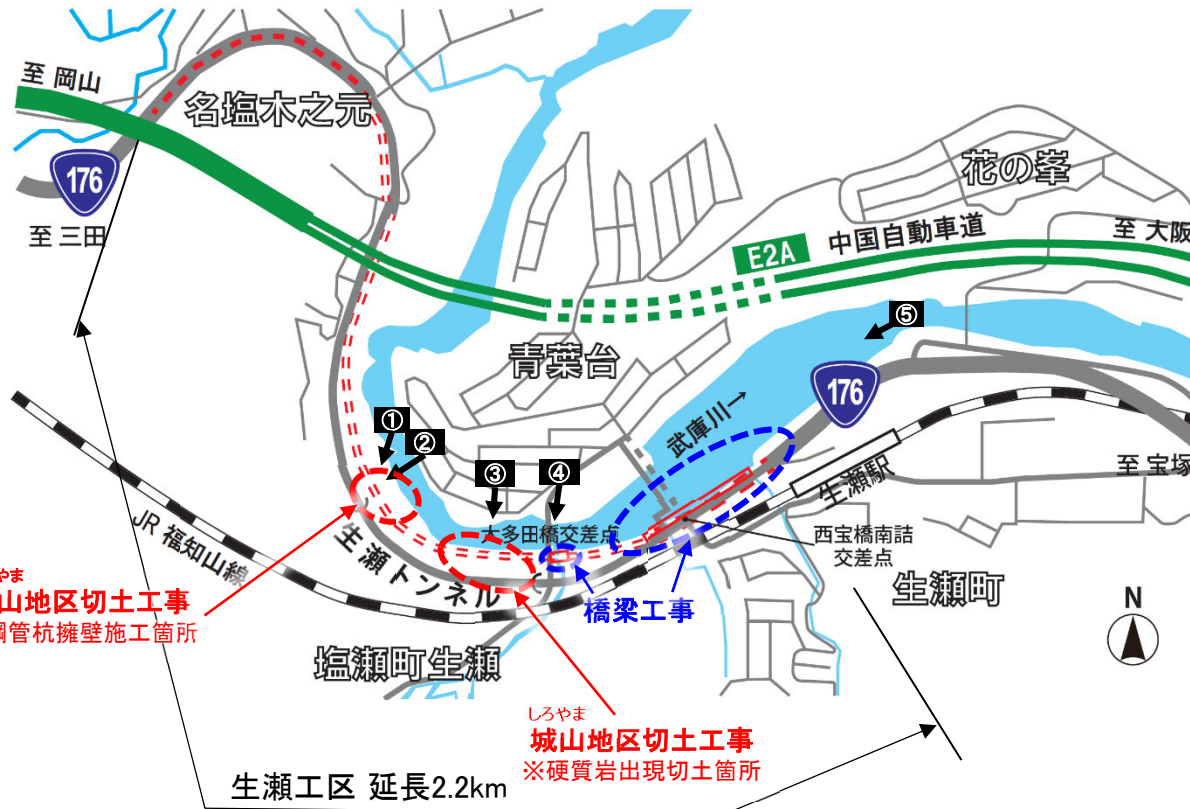 至 岡山
名塩木之元
176
至 三田
花の峯
中国自動車道
至 大阪
E2A
⑤
青葉台
176
武庫川→
①
②
③
④
生瀬駅
至 宝塚
大多田橋交差点
西宝橋南詰
交差点
生瀬トンネル
JR 福知山線
生瀬町
橋梁工事
N
やま
山地区切土工事
管杭擁壁施工箇所
塩瀬町生瀬
しろやま
城山地区切土工事
※硬質岩出現切土箇所
生瀬工区 延長2.2km